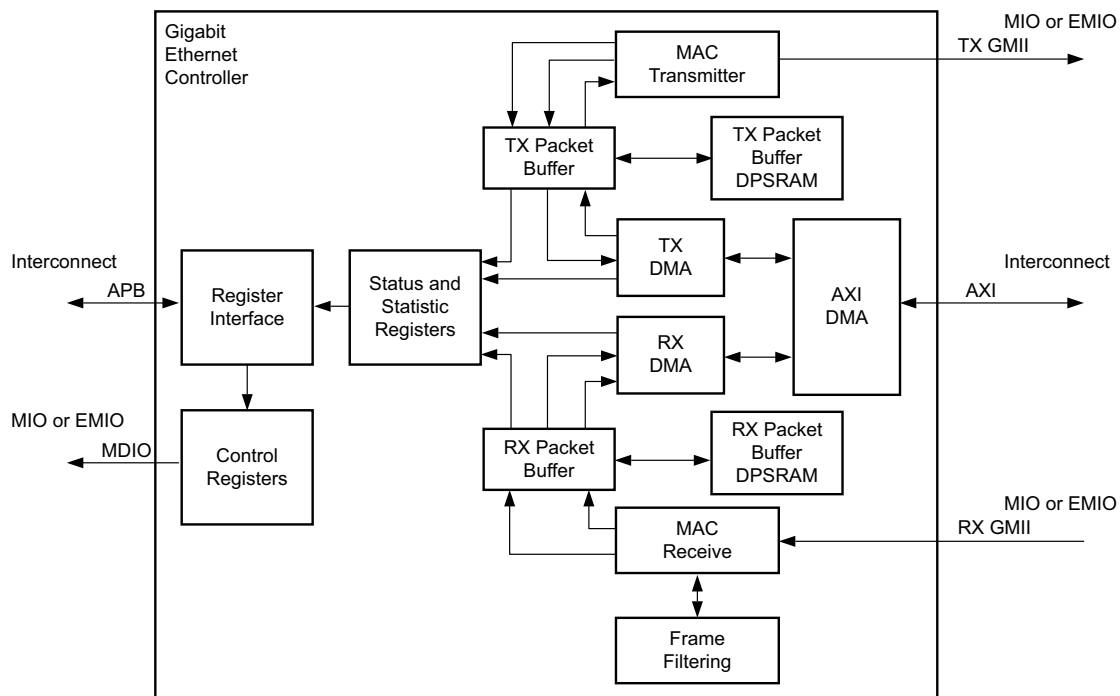 Gigabit
Ethernet
Controller
MAC
Transmitter
MIO or EMIO
TX GMII
TX Packet
Buffer
TX Packet
Buffer
DPSRAM
Interconnect
APB
Register
Interface
Status and
Statistic
Registers
TX
DMA
RX
DMA
AXI
DMA
Interconnect
AXI
MIO or EMIO
MDIO
Control
Registers
RX Packet
Buffer
RX Packet
Buffer
DPSRAM
MAC
Receive
MIO or EMIO
RX GMII
Frame
Filtering